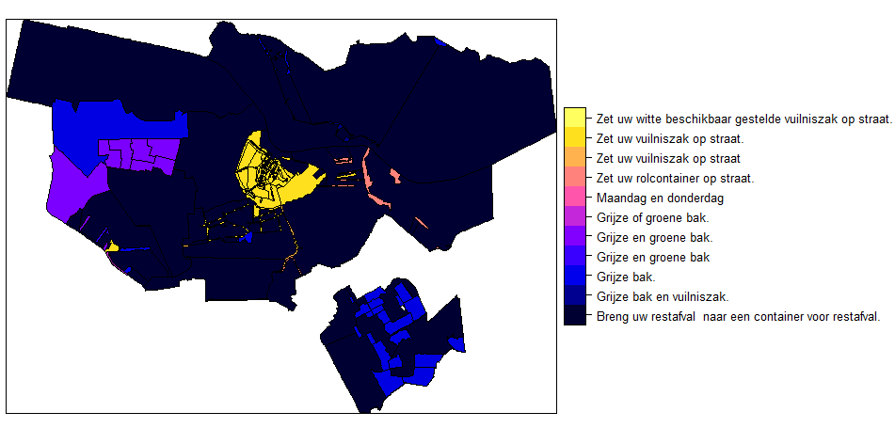 Zet uw witte beschikbaar gestelde vuilniszak op straat.
Zet uw vuilniszak op straat.
Zet uw vuilniszak op straat
Zet uw rolcontainer op straat.
Maandag en donderdag
Grijze of groene bak.
Grijze en groene bak.
Grijze en groene bak
Grijze bak.
Grijze bak en vuilniszak.
Breng uw restafval  naar een container voor restafval.